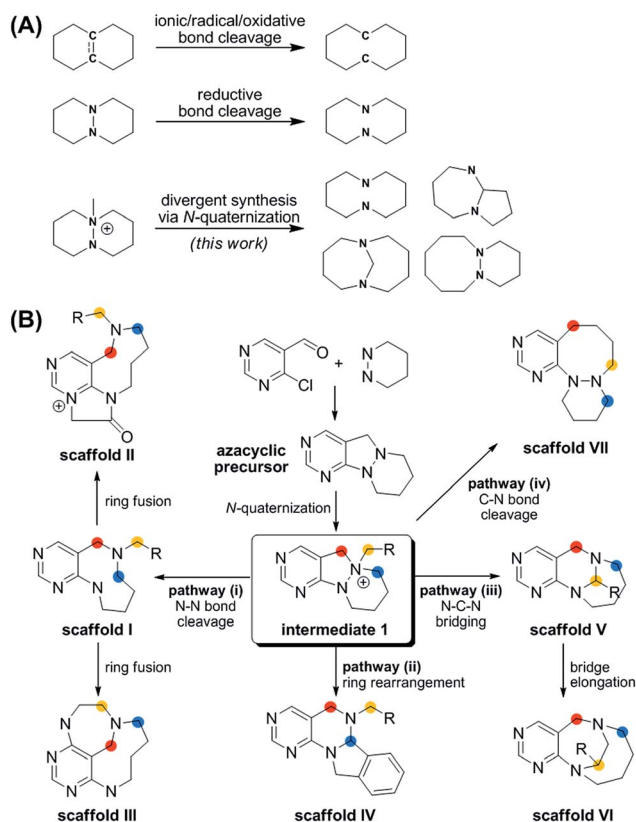 (A)
ionic/radical/oxidative
bond cleavage
C
C
C
C
reductive
bond cleavage
N
N
N
N
divergent synthesis
via N-quaternization
(this work)
N
N
⊕
N
N
N
N
N
N
N
N
(B)
R
N
N
N
N
⊕
O
scaffold II
N
N
O
Cl
+
N
N
azacyclic
precursor
N
N
N
N
N-quaternization
N
N
N
N
scaffold VII
ring fusion
pathway (iv)
C-N bond
cleavage
N
N
N
N
R
scaffold I
pathway (i)
N-N bond
cleavage
N
N
N
N
⊕
R
intermediate 1
pathway (iii)
N-C-N
bridging
N
N
N
N
R
scaffold V
ring fusion
pathway (ii)
ring rearrangement
bridge
elongation
N
N
N
N
N
scaffold III
N
N
N
N
R
scaffold IV
N
N
N
N
R
scaffold VI